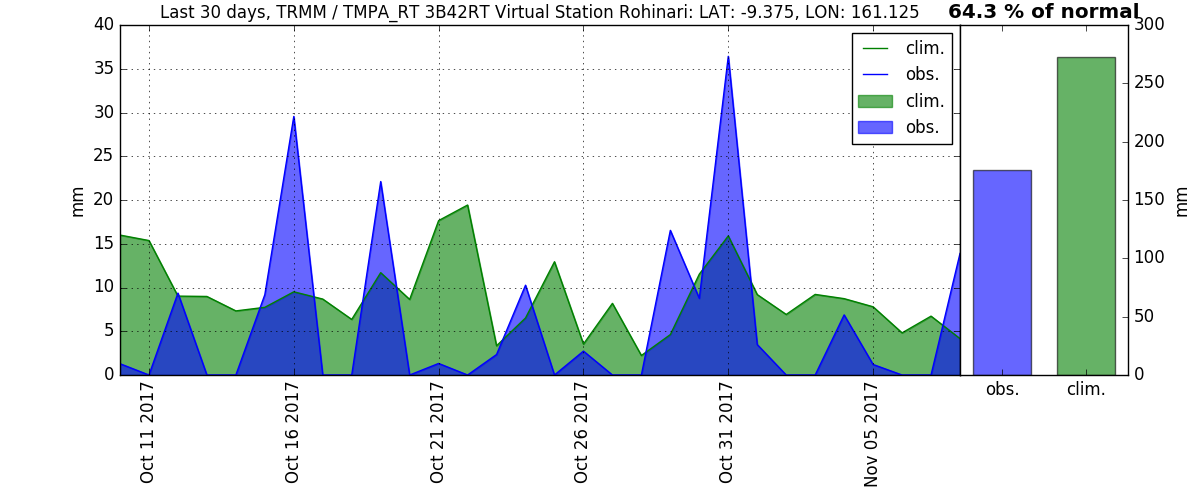 Last 30 days, TRMM / TMPA_RT 3B42RT Virtual Station Rohinari: LAT: -9.375, LON: 161.125
64.3 % of normal
40
35
30
25
20
15
10
5
0
mm
clim.
obs.
clim.
obs.
300
250
200
150
100
50
0
mm
obs.
clim.
Oct 11 2017
Oct 16 2017
Oct 21 2017
Oct 26 2017
Oct 31 2017
Nov 05 2017